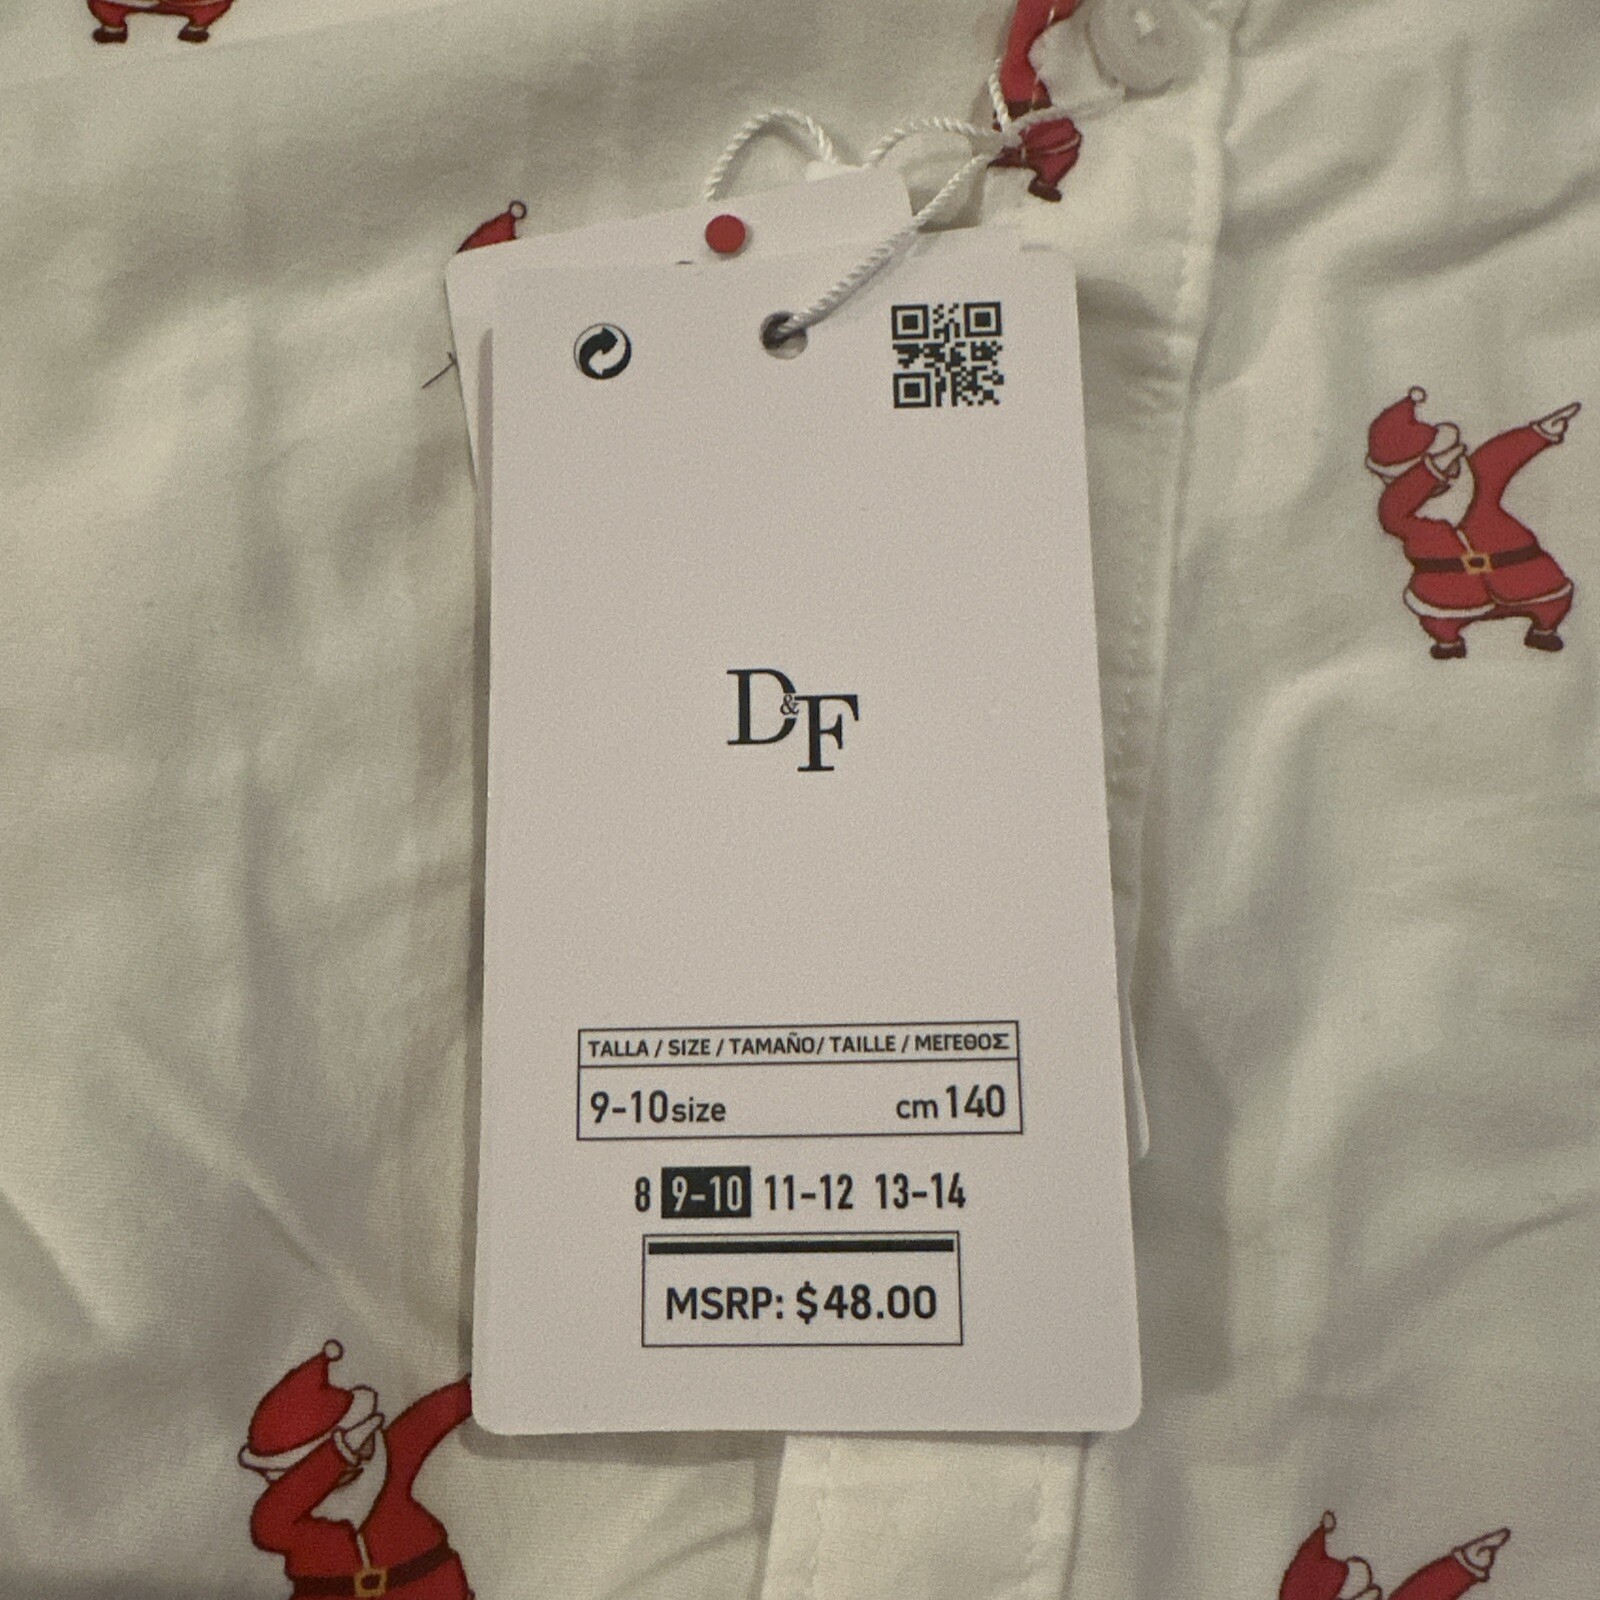 D&F
TALLA / SIZE / TAMAÑO/ TAILLE / ΜΕΓΕΘΟΣ
9-10size cm 140
8 9-10 11-12 13-14
MSRP: $48.00